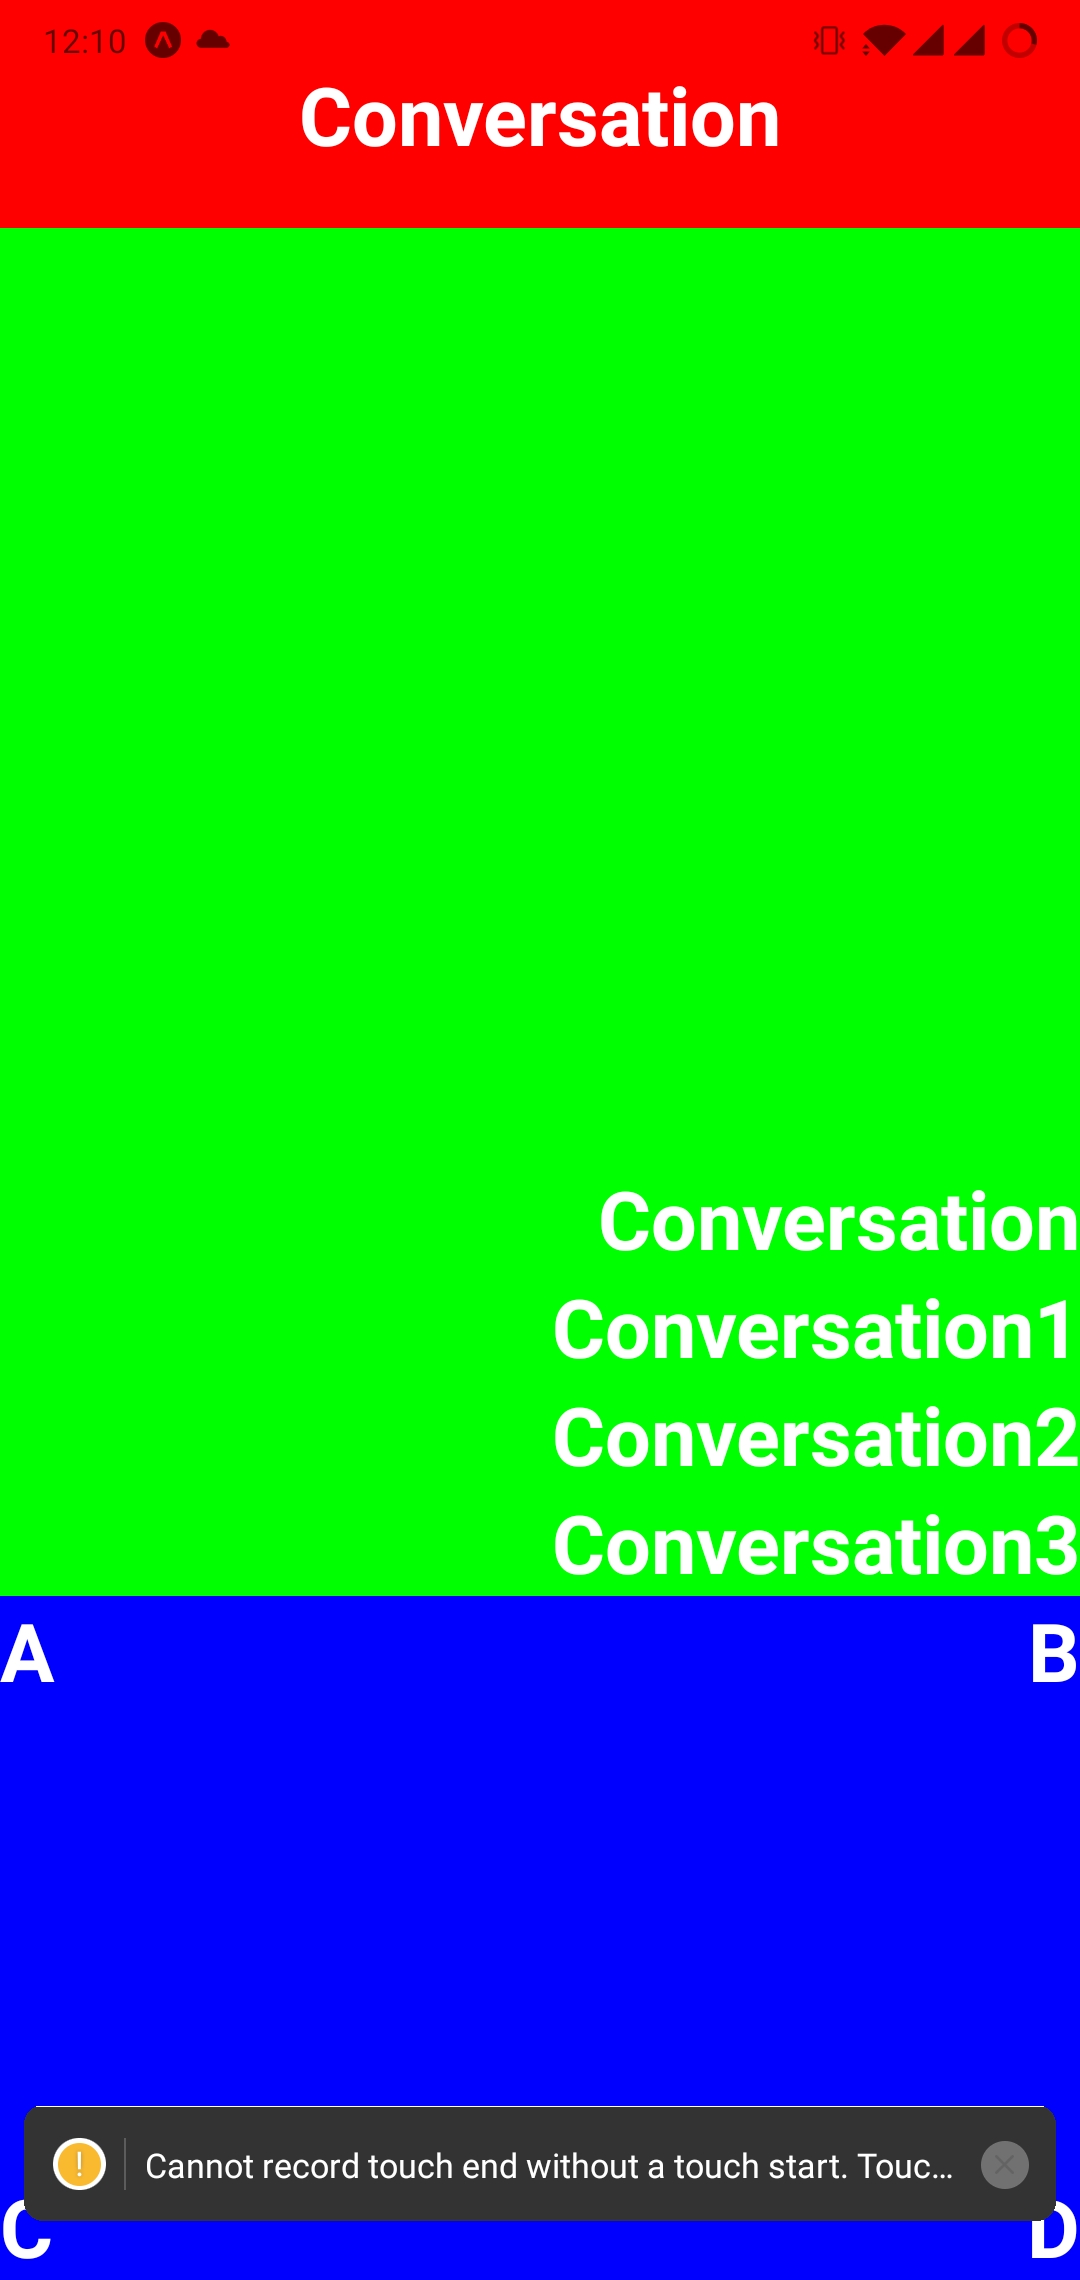 12:10
Conversation
Conversation
Conversation1
Conversation2
Conversation3
A B
Cannot record touch end without a touch start. Touc...
C D